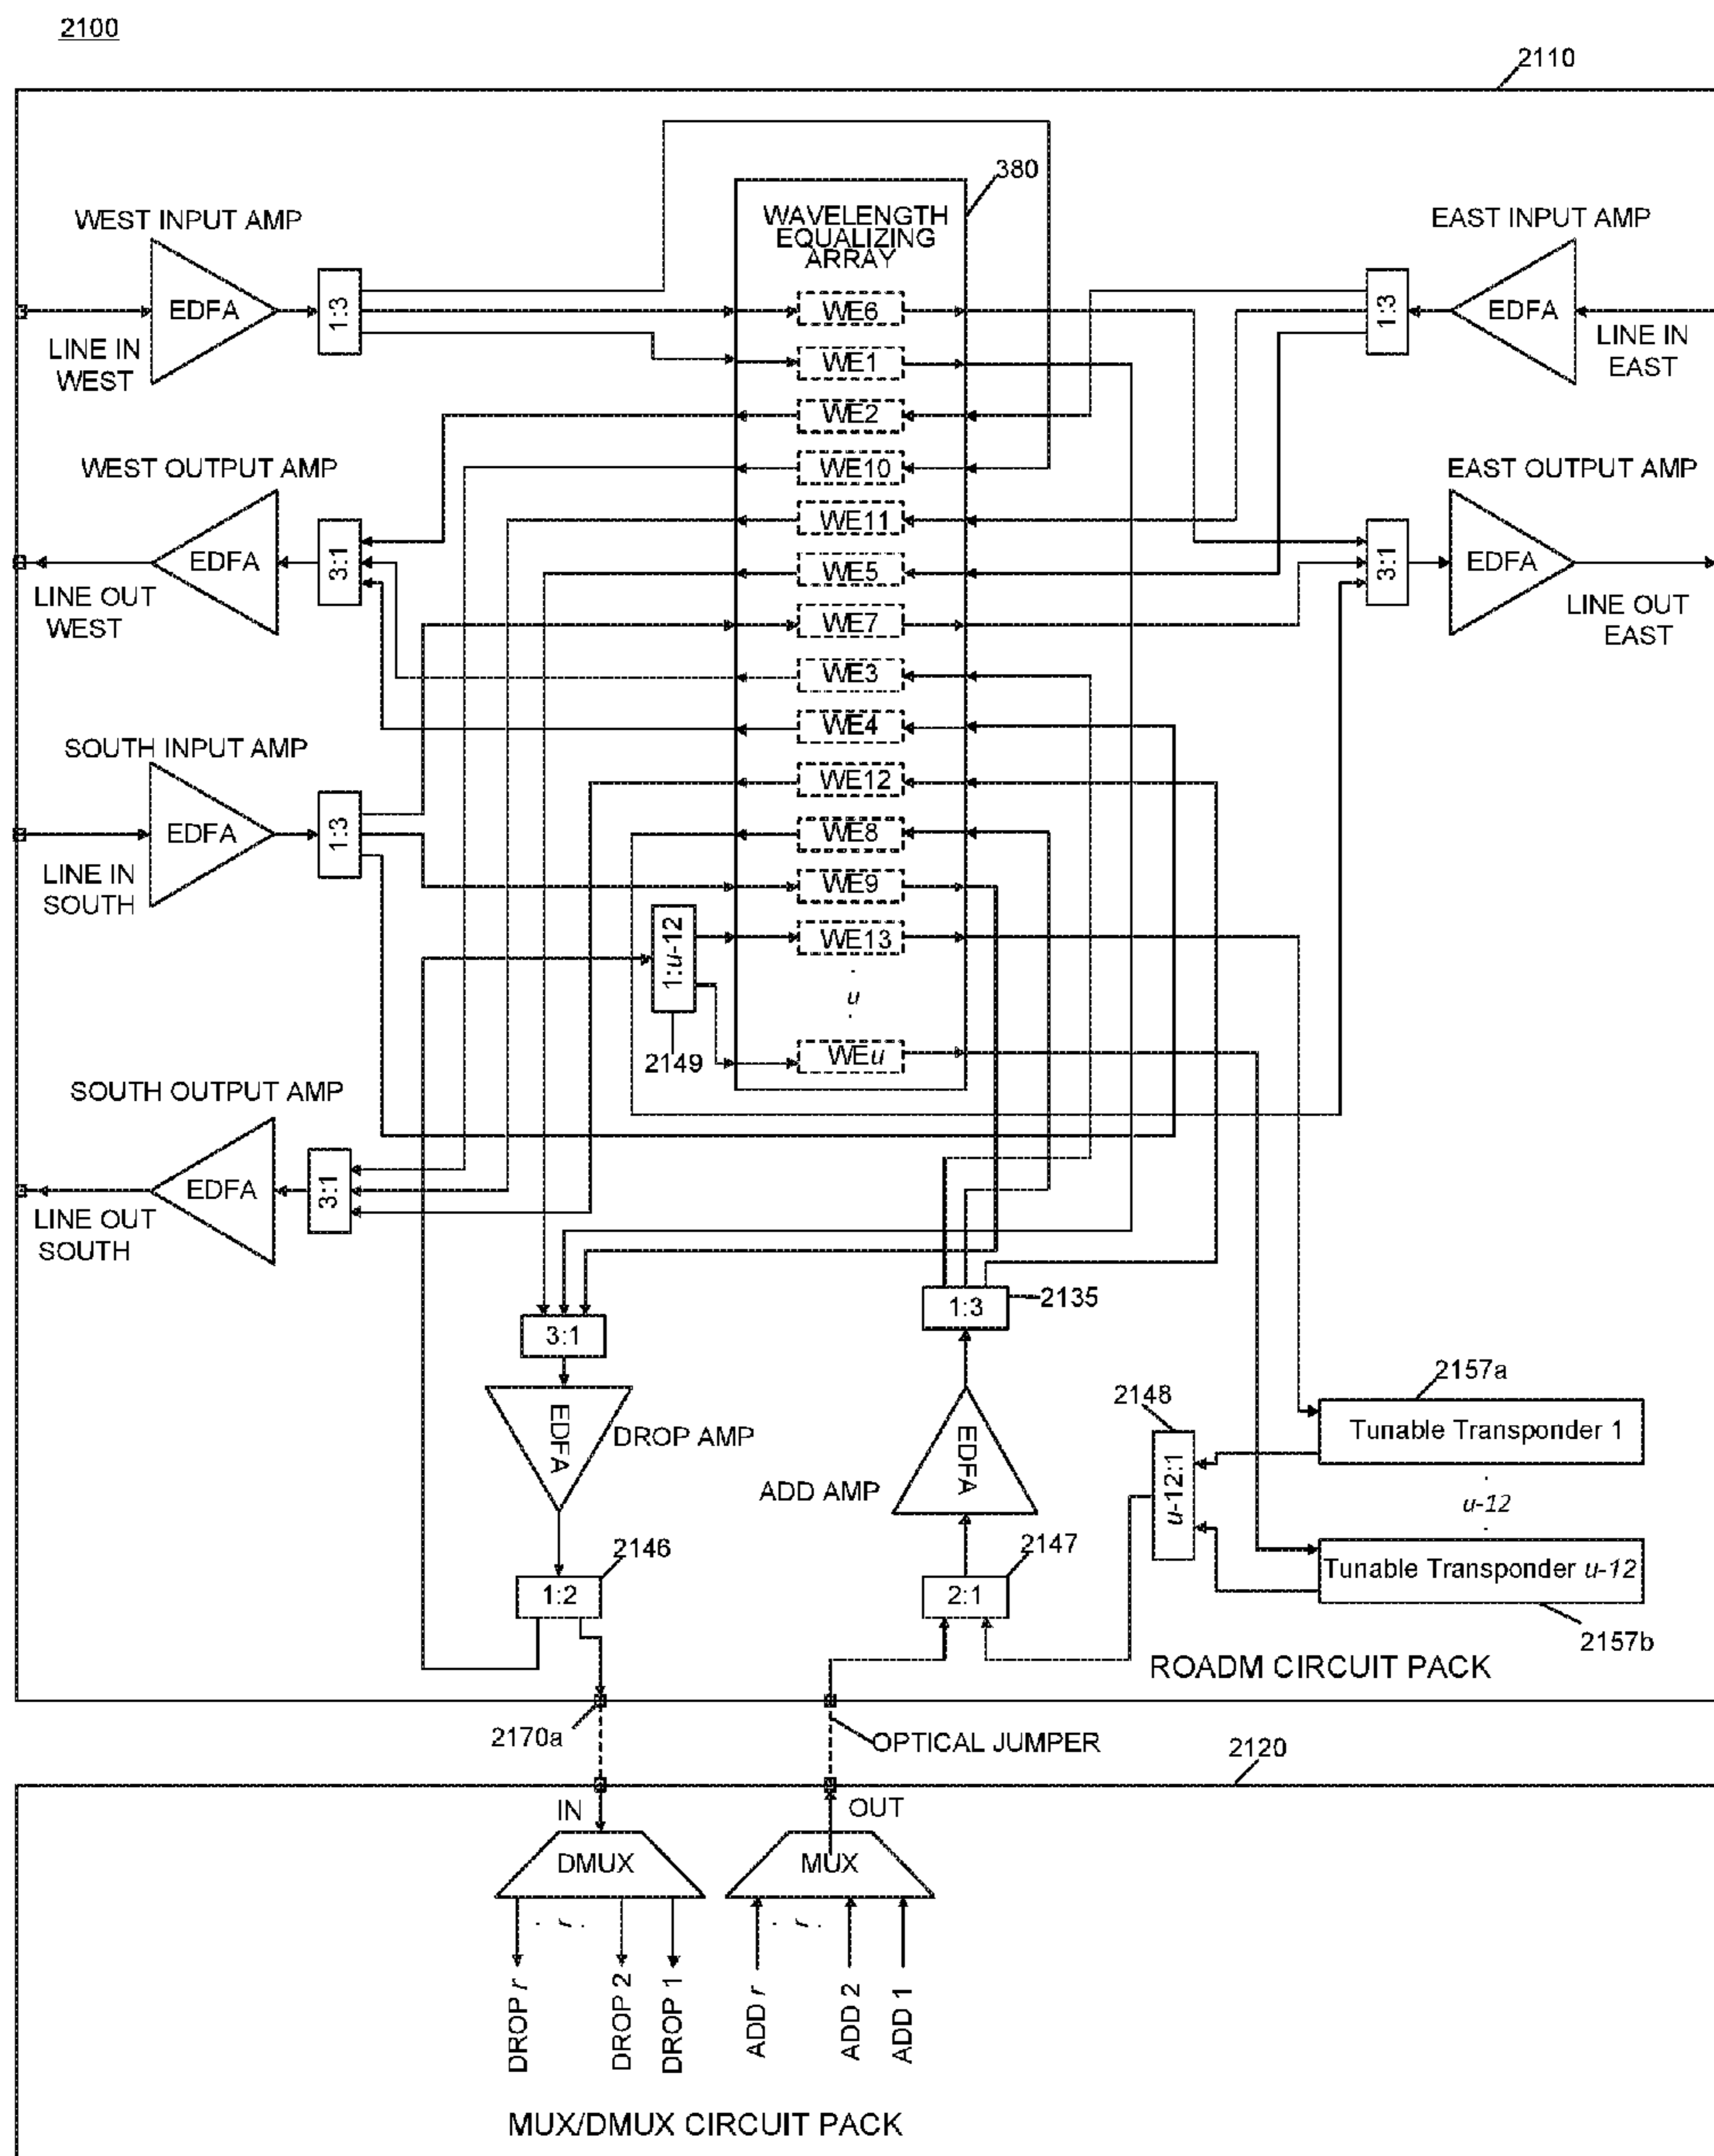 2100
2110
380
WEST INPUT AMP
WAVELENGTH
EQUALIZING
ARRAY
EAST INPUT AMP
EDFA
1:3
WE6
1:3
EDFA
LINE IN
WEST
WE1
LINE IN
EAST
WE2
WEST OUTPUT AMP
WE10
EAST OUTPUT AMP
WE11
EDFA
3:1
WE5
3:1
EDFA
LINE OUT
WEST
WE7
LINE OUT
EAST
WE3
SOUTH INPUT AMP
WE4
WE12
EDFA
1:3
WE8
LINE IN
SOUTH
WE9
1:u-12
WE13
.
u
.
2149
WEu
SOUTH OUTPUT AMP
EDFA
3:1
LINE OUT
SOUTH
1:3
2135
3:1
2157a
2148
EDFA
DROP AMP
EDFA
Tunable Transponder 1
ADD AMP
u-12:1
.
u-12
.
2146
2147
Tunable Transponder u-12
1:2
2:1
2157b
ROADM CIRCUIT PACK
2170a
OPTICAL JUMPER
2120
IN
OUT
DMUX
MUX
. r .
. r .
DROP r
DROP 2
DROP 1
ADD r
ADD 2
ADD 1
MUX/DMUX CIRCUIT PACK